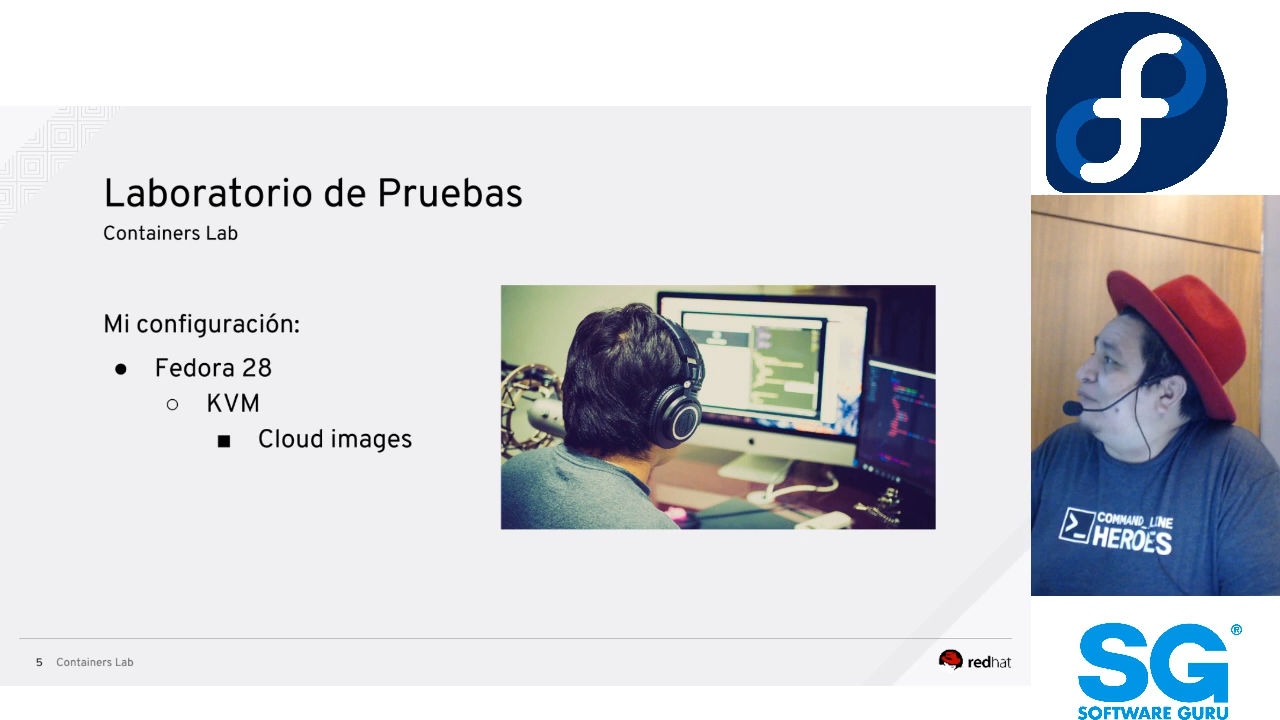 Laboratorio de Pruebas
Containers Lab
Mi configuración:
● Fedora 28
○ KVM
■ Cloud images
5 Containers Lab
redhat
COMMAND_LINE
HEROES
SG®
SOFTWARE GURU